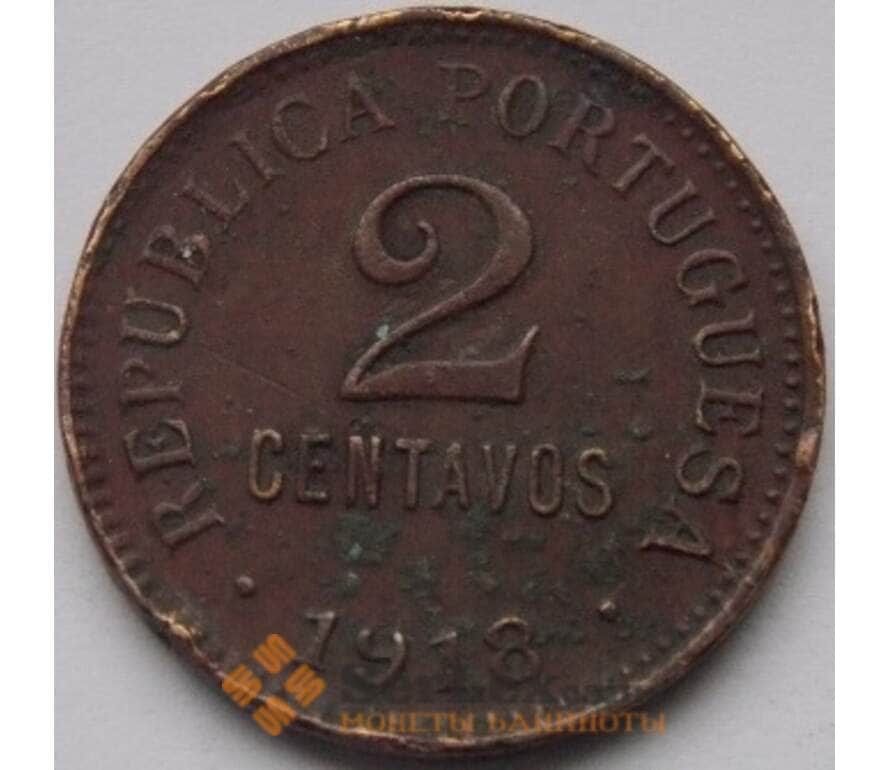 REPUBLICA PORTUGUESA
2
CENTAVOS
· 1918 ·
МОНЕТЫ БАНКНОТЫ